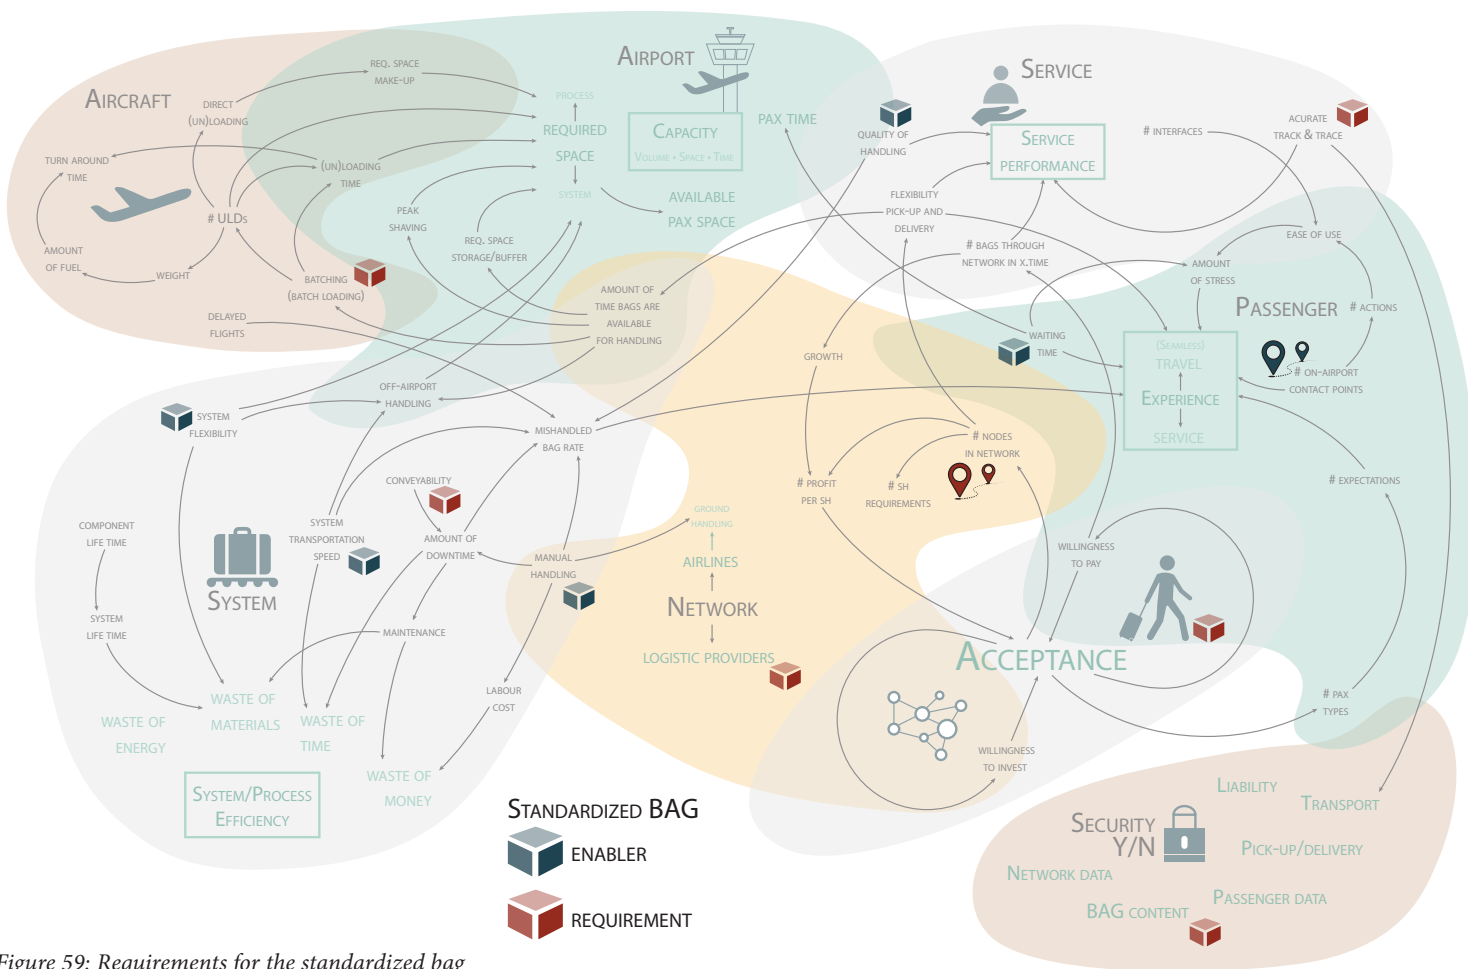 Aircraft
DIRECT
(UN)LOADING
REQ. SPACE
MAKE-UP
TURN AROUND
TIME
(UN)LOADING
TIME
# ULDs
AMOUNT
OF FUEL
WEIGHT
BATCHING
(BATCH LOADING)
DELAYED
FLIGHTS
Airport
PROCESS
REQUIRED
SPACE
SYSTEM
Capacity
Volume • Space • Time
PAX TIME
AVAILABLE
PAX SPACE
PEAK
SHAVING
REQ. SPACE
STORAGE/BUFFER
AMOUNT OF
TIME BAGS ARE
AVAILABLE
FOR HANDLING
OFF-AIRPORT
HANDLING
Service
QUALITY OF
HANDLING
Service
PERFORMANCE
# INTERFACES
ACURATE
TRACK & TRACE
FLEXIBILITY
PICK-UP AND
DELIVERY
# BAGS THROUGH
NETWORK IN X.TIME
EASE OF USE
AMOUNT
OF STRESS
Passenger
# ACTIONS
WAITING
TIME
(Seamless)
TRAVEL
Experience
SERVICE
# ON-AIRPORT
CONTACT POINTS
# EXPECTATIONS
# PAX
TYPES
GROWTH
# NODES
IN NETWORK
# PROFIT
PER SH
# SH
REQUIREMENTS
GROUND
HANDLING
AIRLINES
Network
LOGISTIC PROVIDERS
SYSTEM
FLEXIBILITY
MISHANDLED
BAG RATE
CONVEYABILITY
COMPONENT
LIFE TIME
SYSTEM
TRANSPORTATION
SPEED
AMOUNT OF
DOWNTIME
MANUAL
HANDLING
System
SYSTEM
LIFE TIME
MAINTENANCE
LABOUR
COST
WASTE OF
MATERIALS
WASTE OF
ENERGY
WASTE OF
TIME
WASTE OF
MONEY
System/Process
Efficiency
WILLINGNESS
TO PAY
Acceptance
WILLINGNESS
TO INVEST
Security
Y/N
Liability
Transport
Pick-up/delivery
Network data
Passenger data
BAG content
Standardized BAG
ENABLER
REQUIREMENT
Figure 59: Requirements for the standardized bag